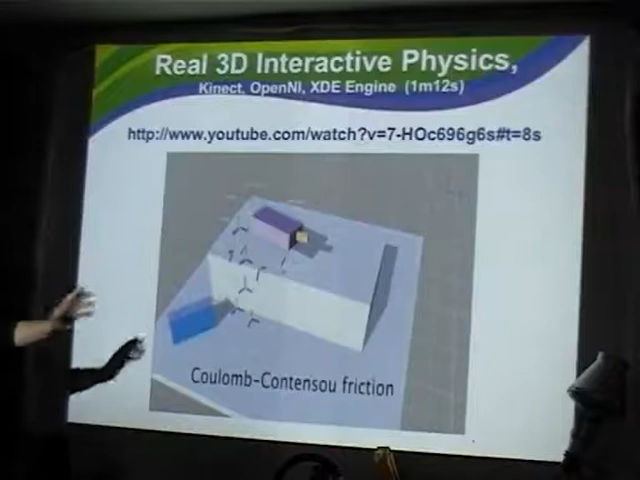 Real 3D Interactive Physics,
Kinect, OpenNI, XDE Engine (1m12s)
http://www.youtube.com/watch?v=7-HOc696g6s#t=8s
Coulomb-Contensou friction